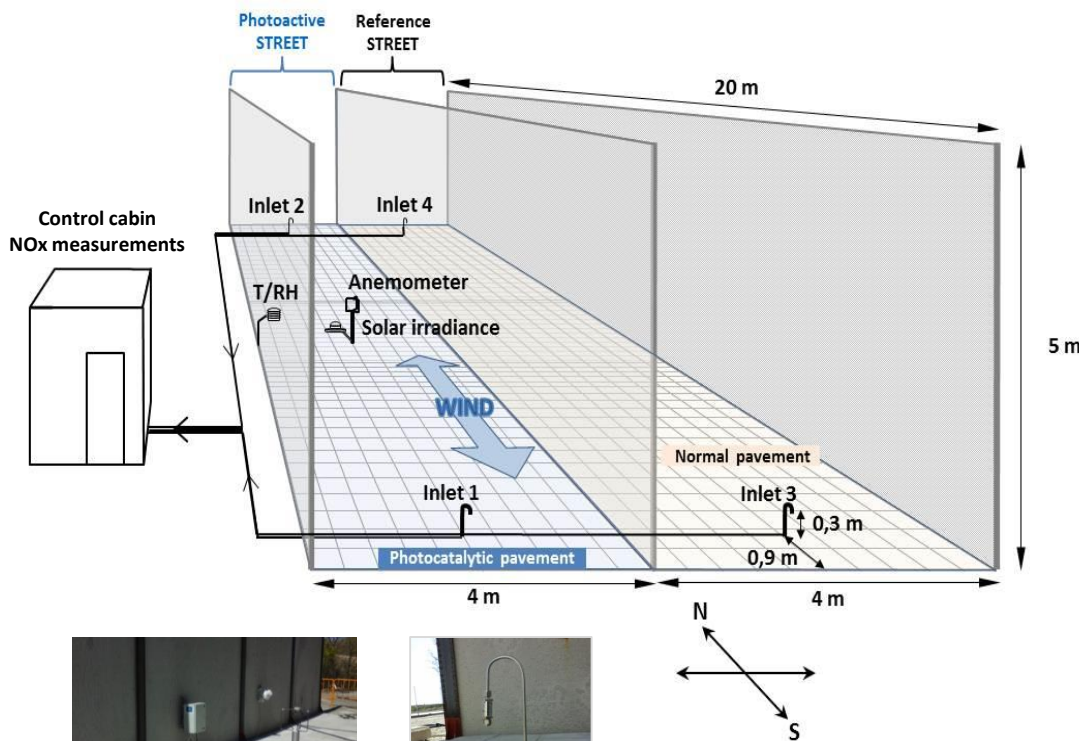 Photoactive
STREET
Reference
STREET
20 m
Inlet 2
Inlet 4
Control cabin
NOx measurements
T/RH
Anemometer
Solar irradiance
5 m
WIND
Normal pavement
Inlet 1
Inlet 3
0,3 m
Photocatalytic pavement
0,9 m
4 m
4 m
N
S